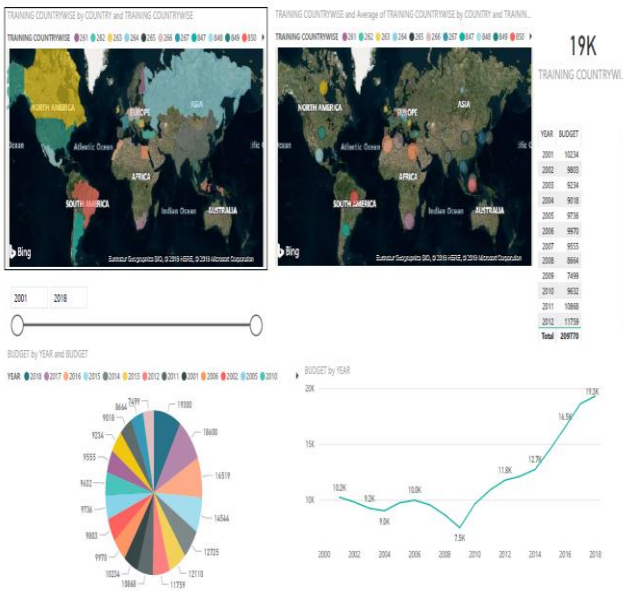 TRAINING COUNTRYWISE by COUNTRY and TRAINING COUNTRYWISE
TRAINING COUNTRYWISE 261 262 263 264 265 266 267 847 848 849 850
NORTH AMERICA
EUROPE
ASIA
Atlantic Ocean
AFRICA
SOUTH AMERICA
Indian Ocean
AUSTRALIA
Bing
TRAINING COUNTRYWISE and Average of TRAINING COUNTRYWISE by COUNTRY and TRAININ...
TRAINING COUNTRYWISE 261 262 263 264 265 266 267 847 848 849 850
NORTH AMERICA
EUROPE
ASIA
Atlantic Ocean
AFRICA
SOUTH AMERICA
Indian Ocean
AUSTRALIA
Bing
19K
TRAINING COUNTRYWI...
YEAR BUDGET
2001 10234
2002 9803
2003 9234
2004 9018
2005 9736
2006 9970
2007 9555
2008 8664
2009 7499
2010 9632
2011 10868
2012 11759
Total 209770
2001 2018
BUDGET by YEAR and BUDGET
YEAR 2018 2017 2016 2015 2014 2013 2012 2011 2001 2006 2002 2005 2010
19300
18600
16519
14544
12725
12110
11759
10868
10234
9970
9803
9736
9632
9555
9234
9018
8664
7499
BUDGET by YEAR
20K
15K
10K
10.2K
9.2K
9.0K
10.0K
7.5K
11.8K
12.7K
16.5K
19.3K
2000 2002 2004 2006 2008 2010 2012 2014 2016 2018